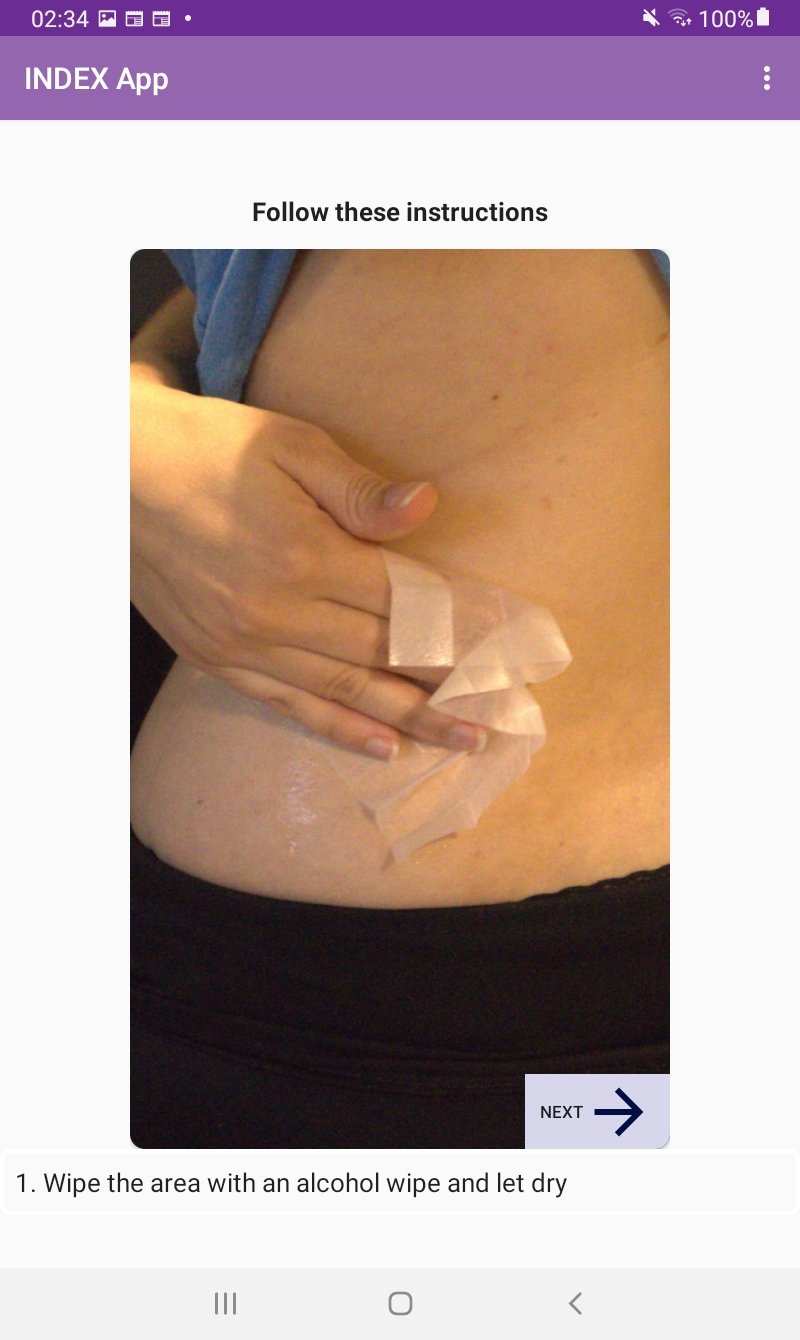 02:34
100%
INDEX App
Follow these instructions
NEXT
1. Wipe the area with an alcohol wipe and let dry